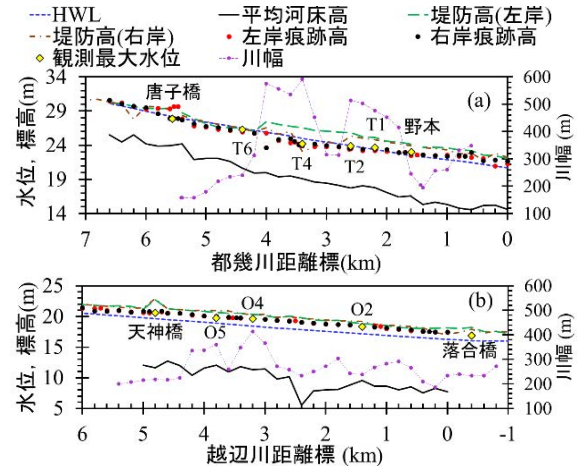 HWL 平均河床高 堤防高(左岸)
堤防高(右岸) 左岸痕跡高 右岸痕跡高
観測最大水位 川幅
34 600
唐子橋 (a)
29 500
T1 野本 400
24 300
T6 T4 T2
19 200
14 100
7 6 5 4 3 2 1 0
都幾川距離標(km)
水位, 標高(m)
川幅(m)
25 600
(b)
20 O4 O2 500
天神橋 O5 落合橋 400
15 300
10 200
5 100
6 5 4 3 2 1 0 -1
越辺川距離標(km)
水位, 標高(m)
川幅(m)